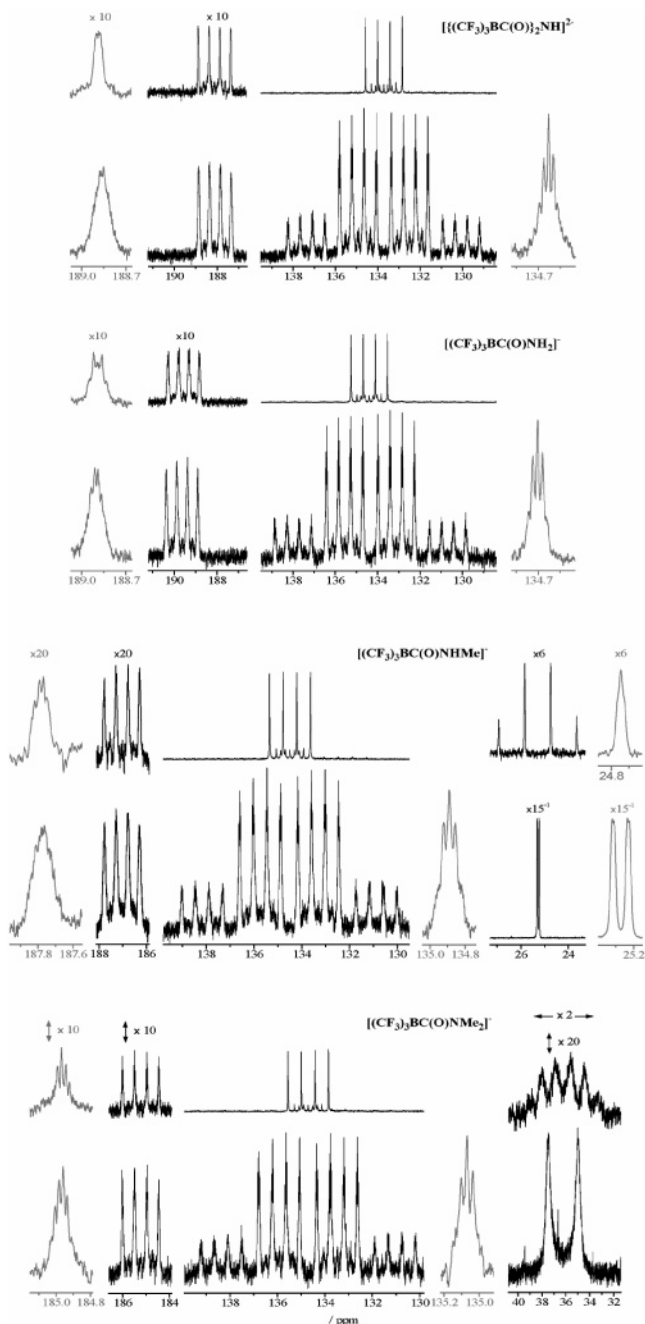 x 10 x 10 [{(CF₃)₃BC(O)}₂NH]²⁻
189.0 188.7 190 188 138 136 134 132 130 134.7
x10 x10 [(CF₃)₃BC(O)NH₂]⁻
189.0 188.7 190 188 138 136 134 132 130 134.7
x20 x20 [(CF₃)₃BC(O)NHMe]⁻ x6 x6
24.8
x15⁻¹ x15⁻¹
187.8 187.6 188 186 138 136 134 132 130 135.0 134.8 26 24 25.2
x 10 x 10 [(CF₃)₃BC(O)NMe₂]⁻ x 2
x 20
185.0 184.8 186 184 138 136 134 132 130 135.2 135.0 40 38 36 34 32
/ ppm